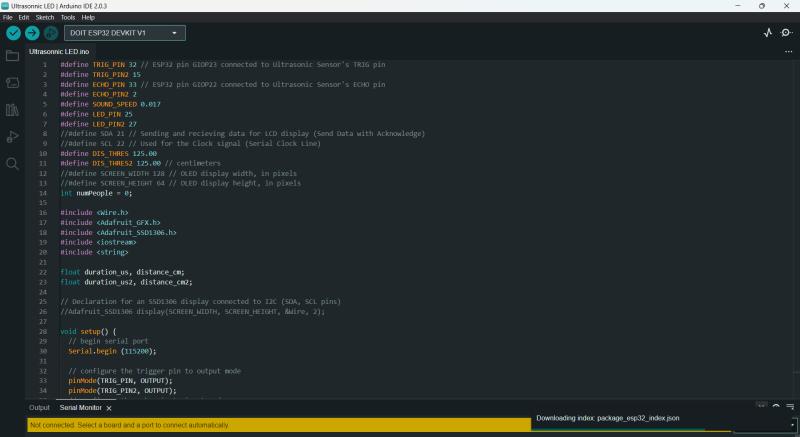 Ultrasonnic LED | Arduino IDE 2.0.3
File Edit Sketch Tools Help
DOIT ESP32 DEVKIT V1
Ultrasonnic LED.ino
1 #define TRIG_PIN 32 // ESP32 pin GIOP23 connected to Ultrasonic Sensor's TRIG pin
2 #define TRIG_PIN2 15
3 #define ECHO_PIN 33 // ESP32 pin GIOP22 connected to Ultrasonic Sensor's ECHO pin
4 #define ECHO_PIN2 2
5 #define SOUND_SPEED 0.017
6 #define LED_PIN 25
7 #define LED_PIN2 27
8 //#define SDA 21 // Sending and recieving data for LCD display (Send Data with Acknowledge)
9 //#define SCL 22 // Used for the Clock signal (Serial Clock Line)
10 #define DIS_THRES 125.00
11 #define DIS_THRES2 125.00 // centimeters
12 //#define SCREEN_WIDTH 128 // OLED display width, in pixels
13 //#define SCREEN_HEIGHT 64 // OLED display height, in pixels
14 int numPeople = 0;
15
16 #include <Wire.h>
17 #include <Adafruit_GFX.h>
18 #include <Adafruit_SSD1306.h>
19 #include <iostream>
20 #include <string>
21
22 float duration_us, distance_cm;
23 float duration_us2, distance_cm2;
24
25 // Declaration for an SSD1306 display connected to I2C (SDA, SCL pins)
26 //Adafruit_SSD1306 display(SCREEN_WIDTH, SCREEN_HEIGHT, &Wire, 2);
27
28 void setup() {
29 // begin serial port
30 Serial.begin (115200);
31
32 // configure the trigger pin to output mode
33 pinMode(TRIG_PIN, OUTPUT);
34 pinMode(TRIG_PIN2, OUTPUT);
Output Serial Monitor
Not connected. Select a board and a port to connect automatically.
Downloading index: package_esp32_index.json